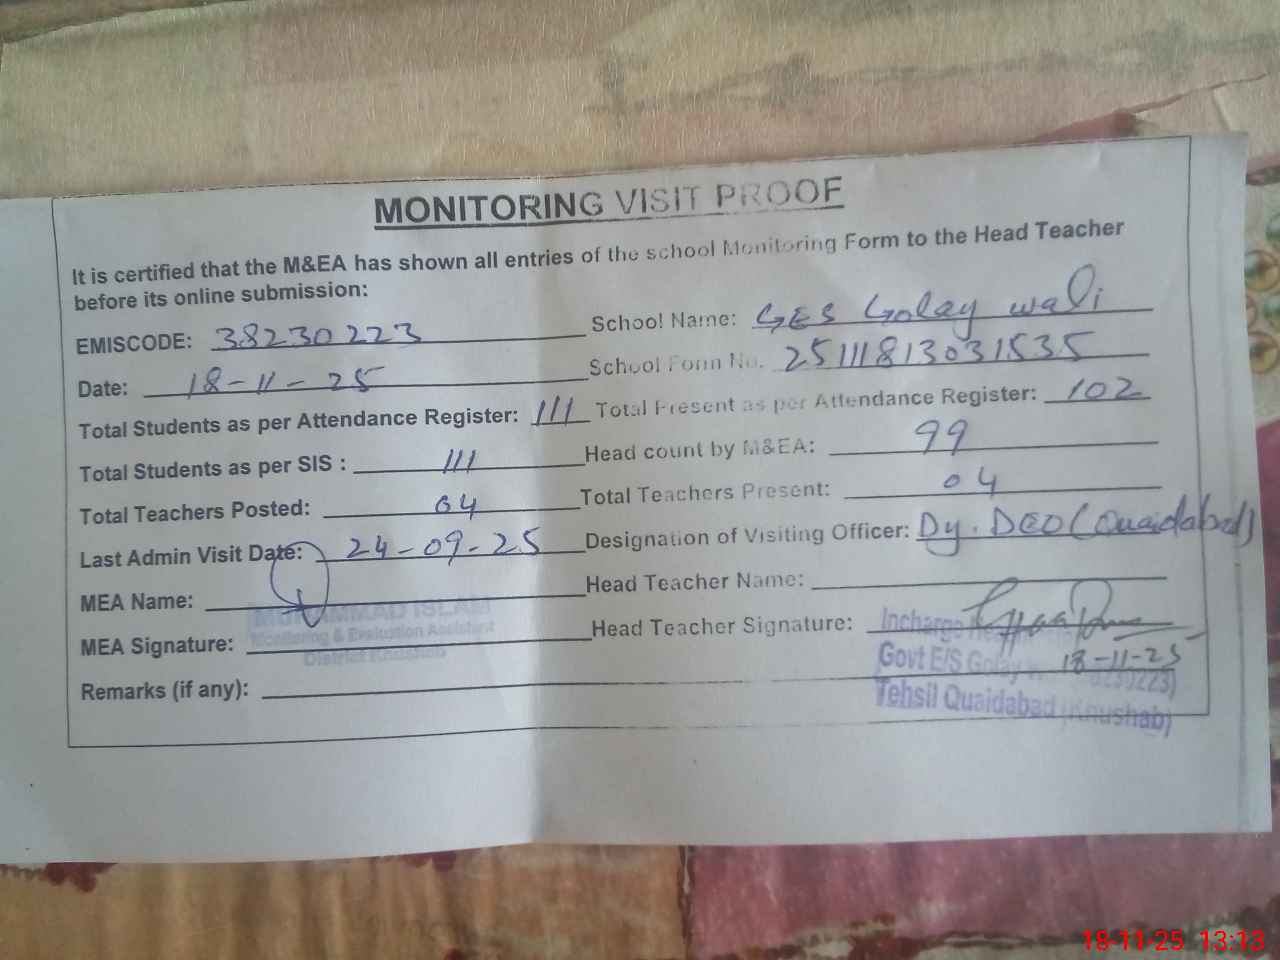 MONITORING VISIT PROOF
It is certified that the M&EA has shown all entries of the school Monitoring Form to the Head Teacher
before its online submission:
EMISCODE: 38230223 School Name: GES Golay wali
Date: 18-11-25 School Form No. 25111813031535
Total Students as per Attendance Register: 111 Total Present as per Attendance Register: 102
Total Students as per SIS : 111 Head count by M&EA: 99
Total Teachers Posted: 04 Total Teachers Present: 04
Last Admin Visit Date: 24-09-25 Designation of Visiting Officer: Dy. DEO (Quaidabad)
MEA Name: Head Teacher Name:
MUHAMMAD ISLAM
Monitoring & Evaluation Assistant
District Khushab
MEA Signature: Head Teacher Signature:
Incharge
18-11-25
Govt E/S Golay
Tehsil Quaidabad (Khushab)
Remarks (if any):
18-11-25 13:13